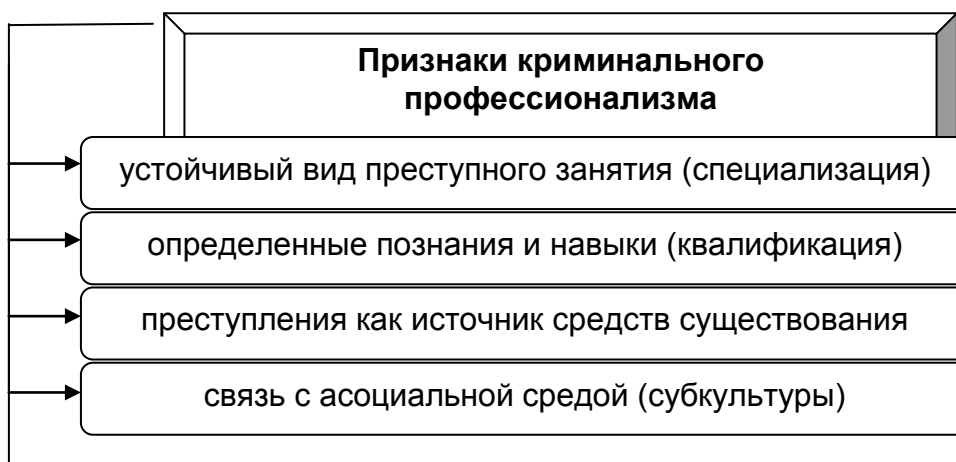 Признаки криминального
профессионализма
устойчивый вид преступного занятия (специализация)
определенные познания и навыки (квалификация)
преступления как источник средств существования
связь с асоциальной средой (субкультуры)